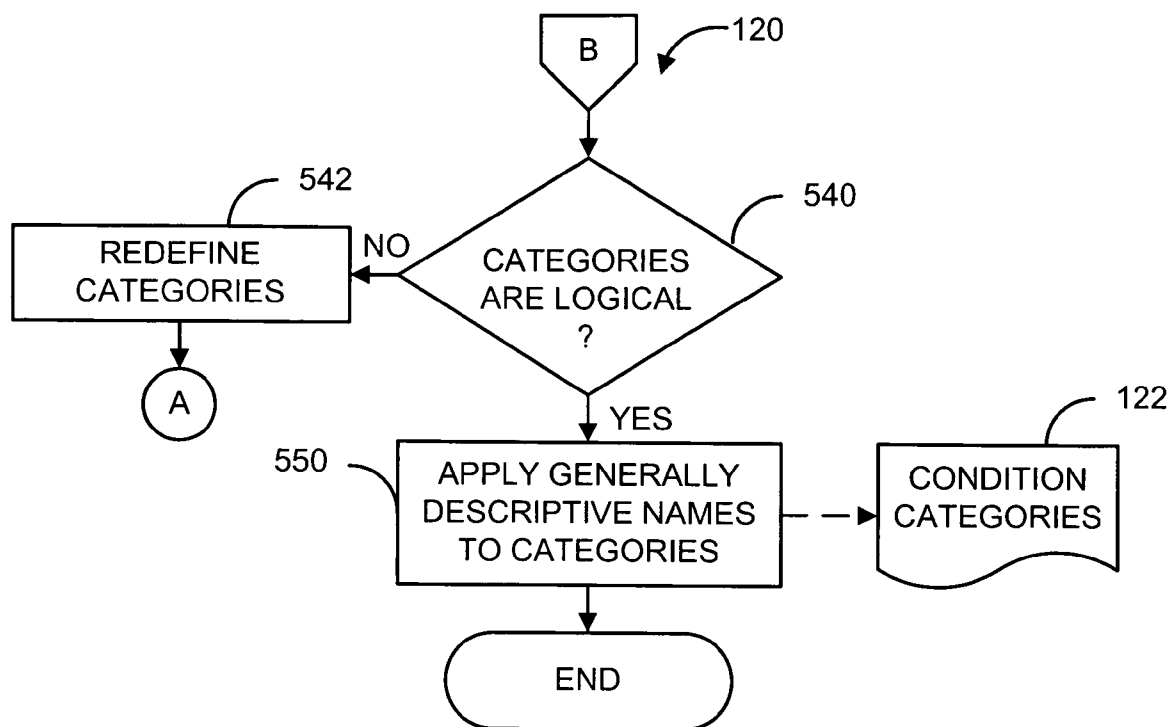 B
120
542
540
REDEFINE
CATEGORIES
NO
CATEGORIES
ARE LOGICAL
?
A
YES
122
550
APPLY GENERALLY
DESCRIPTIVE NAMES
TO CATEGORIES
CONDITION
CATEGORIES
END